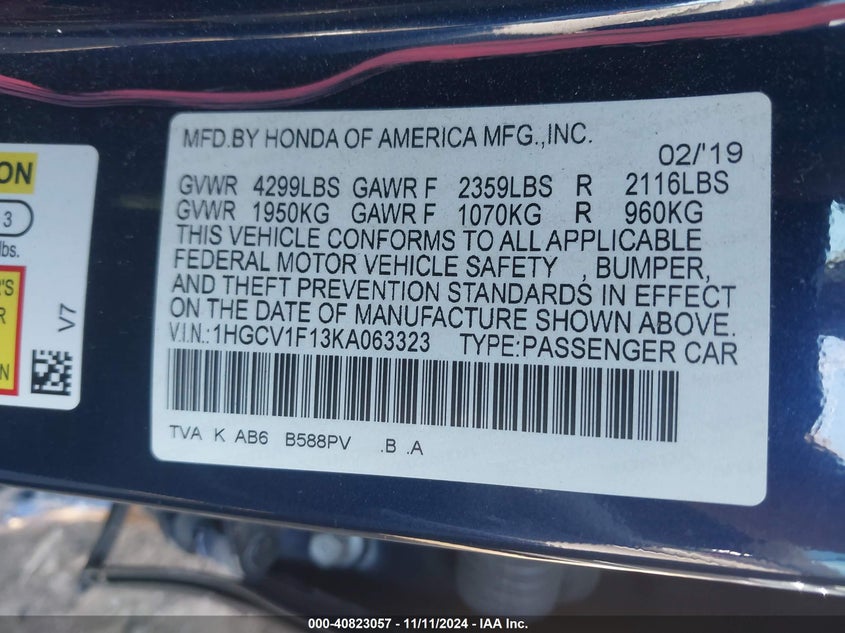 MFD.BY HONDA OF AMERICA MFG.,INC.
02/'19
GVWR 4299LBS GAWR F 2359LBS R 2116LBS
GVWR 1950KG GAWR F 1070KG R 960KG
THIS VEHICLE CONFORMS TO ALL APPLICABLE
FEDERAL MOTOR VEHICLE SAFETY , BUMPER,
AND THEFT PREVENTION STANDARDS IN EFFECT
ON THE DATE OF MANUFACTURE SHOWN ABOVE.
V.I.N.:1HGCV1F13KA063323 TYPE:PASSENGER CAR
TVA K AB6 B588PV .B .A
ON
3
lbs.
'S
R
N
V7
000-40823057 - 11/11/2024 - IAA Inc.